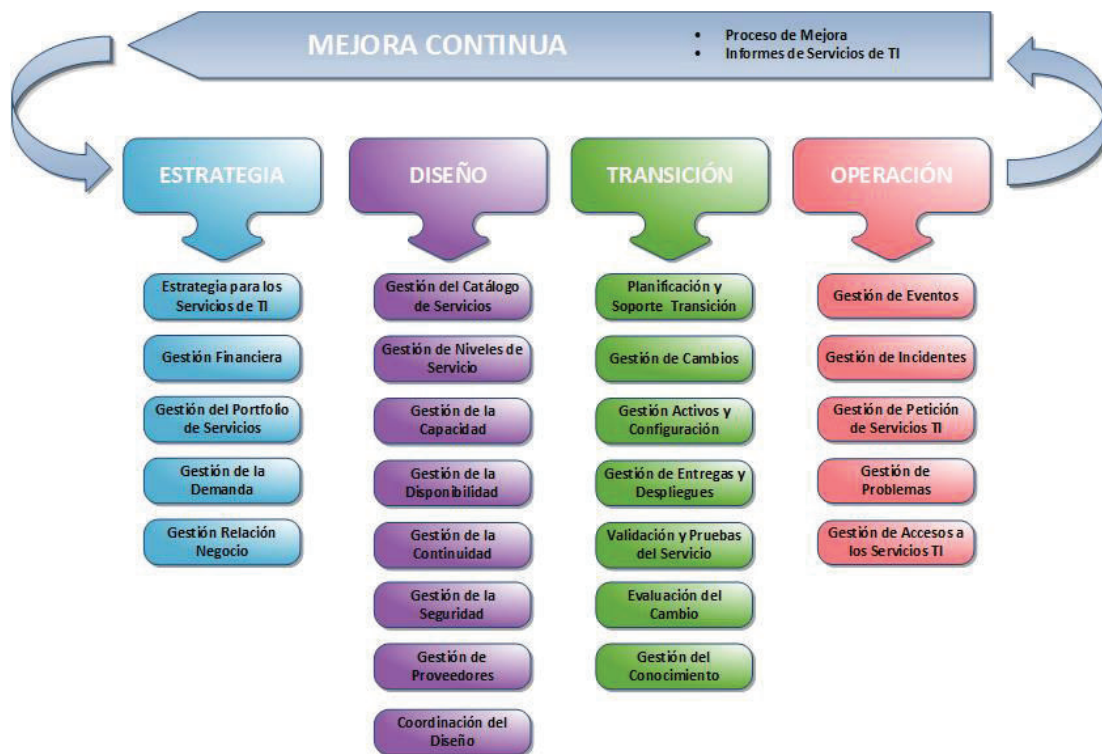 MEJORA CONTINUA
• Proceso de Mejora
• Informes de Servicios de TI
ESTRATEGIA
Estrategia para los
Servicios de TI
Gestión Financiera
Gestión del Portfolio
de Servicios
Gestión de la
Demanda
Gestión Relación
Negocio
DISEÑO
Gestión del Catálogo
de Servicios
Gestión de Niveles de
Servicio
Gestión de la
Capacidad
Gestión de la
Disponibilidad
Gestión de la
Continuidad
Gestión de la
Seguridad
Gestión de
Proveedores
Coordinación del
Diseño
TRANSICIÓN
Planificación y
Soporte Transición
Gestión de Cambios
Gestión Activos y
Configuración
Gestión de Entregas y
Despliegues
Validación y Pruebas
del Servicio
Evaluación del
Cambio
Gestión del
Conocimiento
OPERACIÓN
Gestión de Eventos
Gestión de Incidentes
Gestión de Petición
de Servicios TI
Gestión de
Problemas
Gestión de Accesos a
los Servicios TI